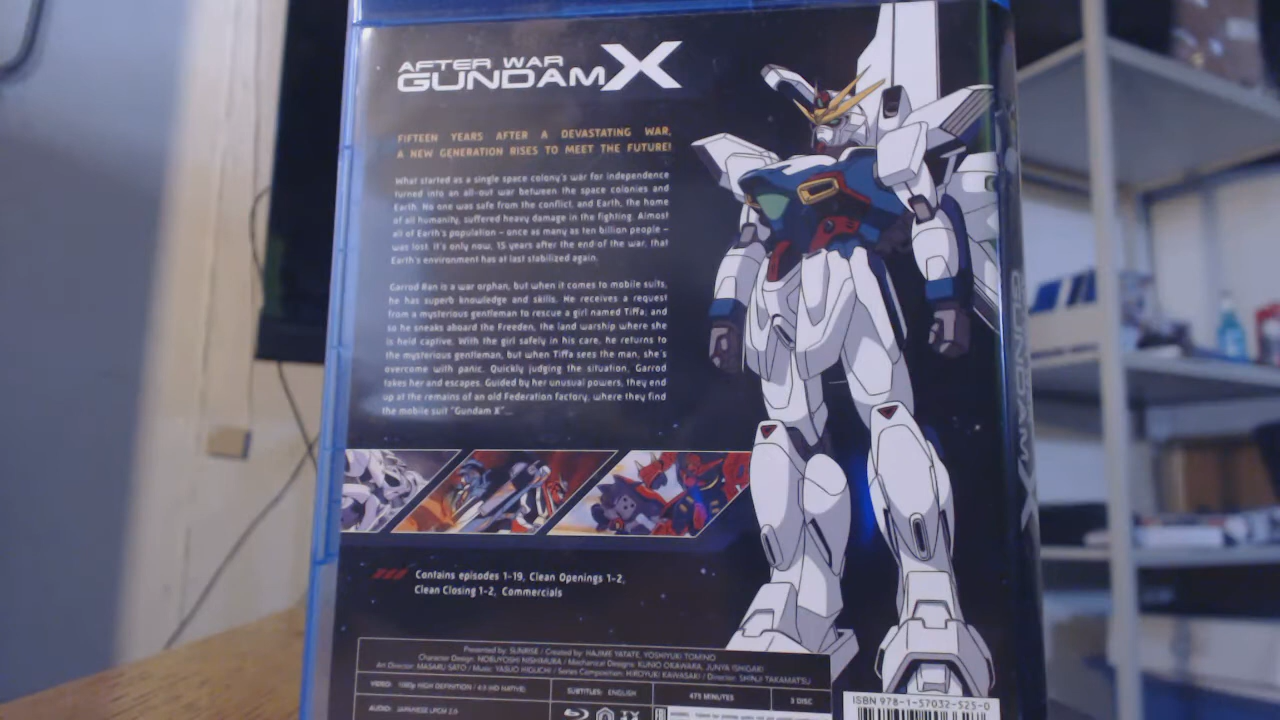 AFTER WAR
GUNDAM X
FIFTEEN YEARS AFTER A DEVASTATING WAR,
A NEW GENERATION RISES TO MEET THE FUTURE!
What started as a single space colony's war for independence
turned into an all-out war between the space colonies and
Earth. No one was safe from the conflict, and Earth, the home
of all humanity, suffered heavy damage in the fighting. Almost
all of Earth's population – once as many as ten billion people –
was lost. It's only now, 15 years after the end of the war, that
Earth's environment has at last stabilized again.
Garrod Ran is a war orphan, but when it comes to mobile suits,
he has superb knowledge and skills. He receives a request
from a mysterious gentleman to rescue a girl named Tiffa, and
so he sneaks aboard the Freeden, the land warship where she
is held captive. With the girl safely in his care, he returns to
the mysterious gentleman, but when Tiffa sees the man, she's
overcome with panic. Quickly judging the situation, Garrod
takes her and escapes. Guided by her unusual powers, they end
up at the remains of an old Federation factory, where they find
the mobile suit "Gundam X"...
Contains episodes 1-19, Clean Openings 1-2,
Clean Closing 1-2, Commercials
Presented by: SUNRISE / Created by: HAJIME YATATE, YOSHIYUKI TOMINO
Character Design: NOBUYOSHI NISHIMURA / Mechanical Designs: KUNIO OKAWARA, JUNYA ISHIGAKI
Art Director: MASARU SATO / Music: YASUO HIGUCHI / Series Composition: HIROYUKI KAWASAKI / Director: SHINJI TAKAMATSU
VIDEO: 1080p HIGH DEFINITION / 4:3 (HD NATIVE)
SUBTITLES: ENGLISH
475 MINUTES
3 DISC
AUDIO: JAPANESE LPCM 2.0
ISBN 978-1-57032-525-0
GUNDAM X